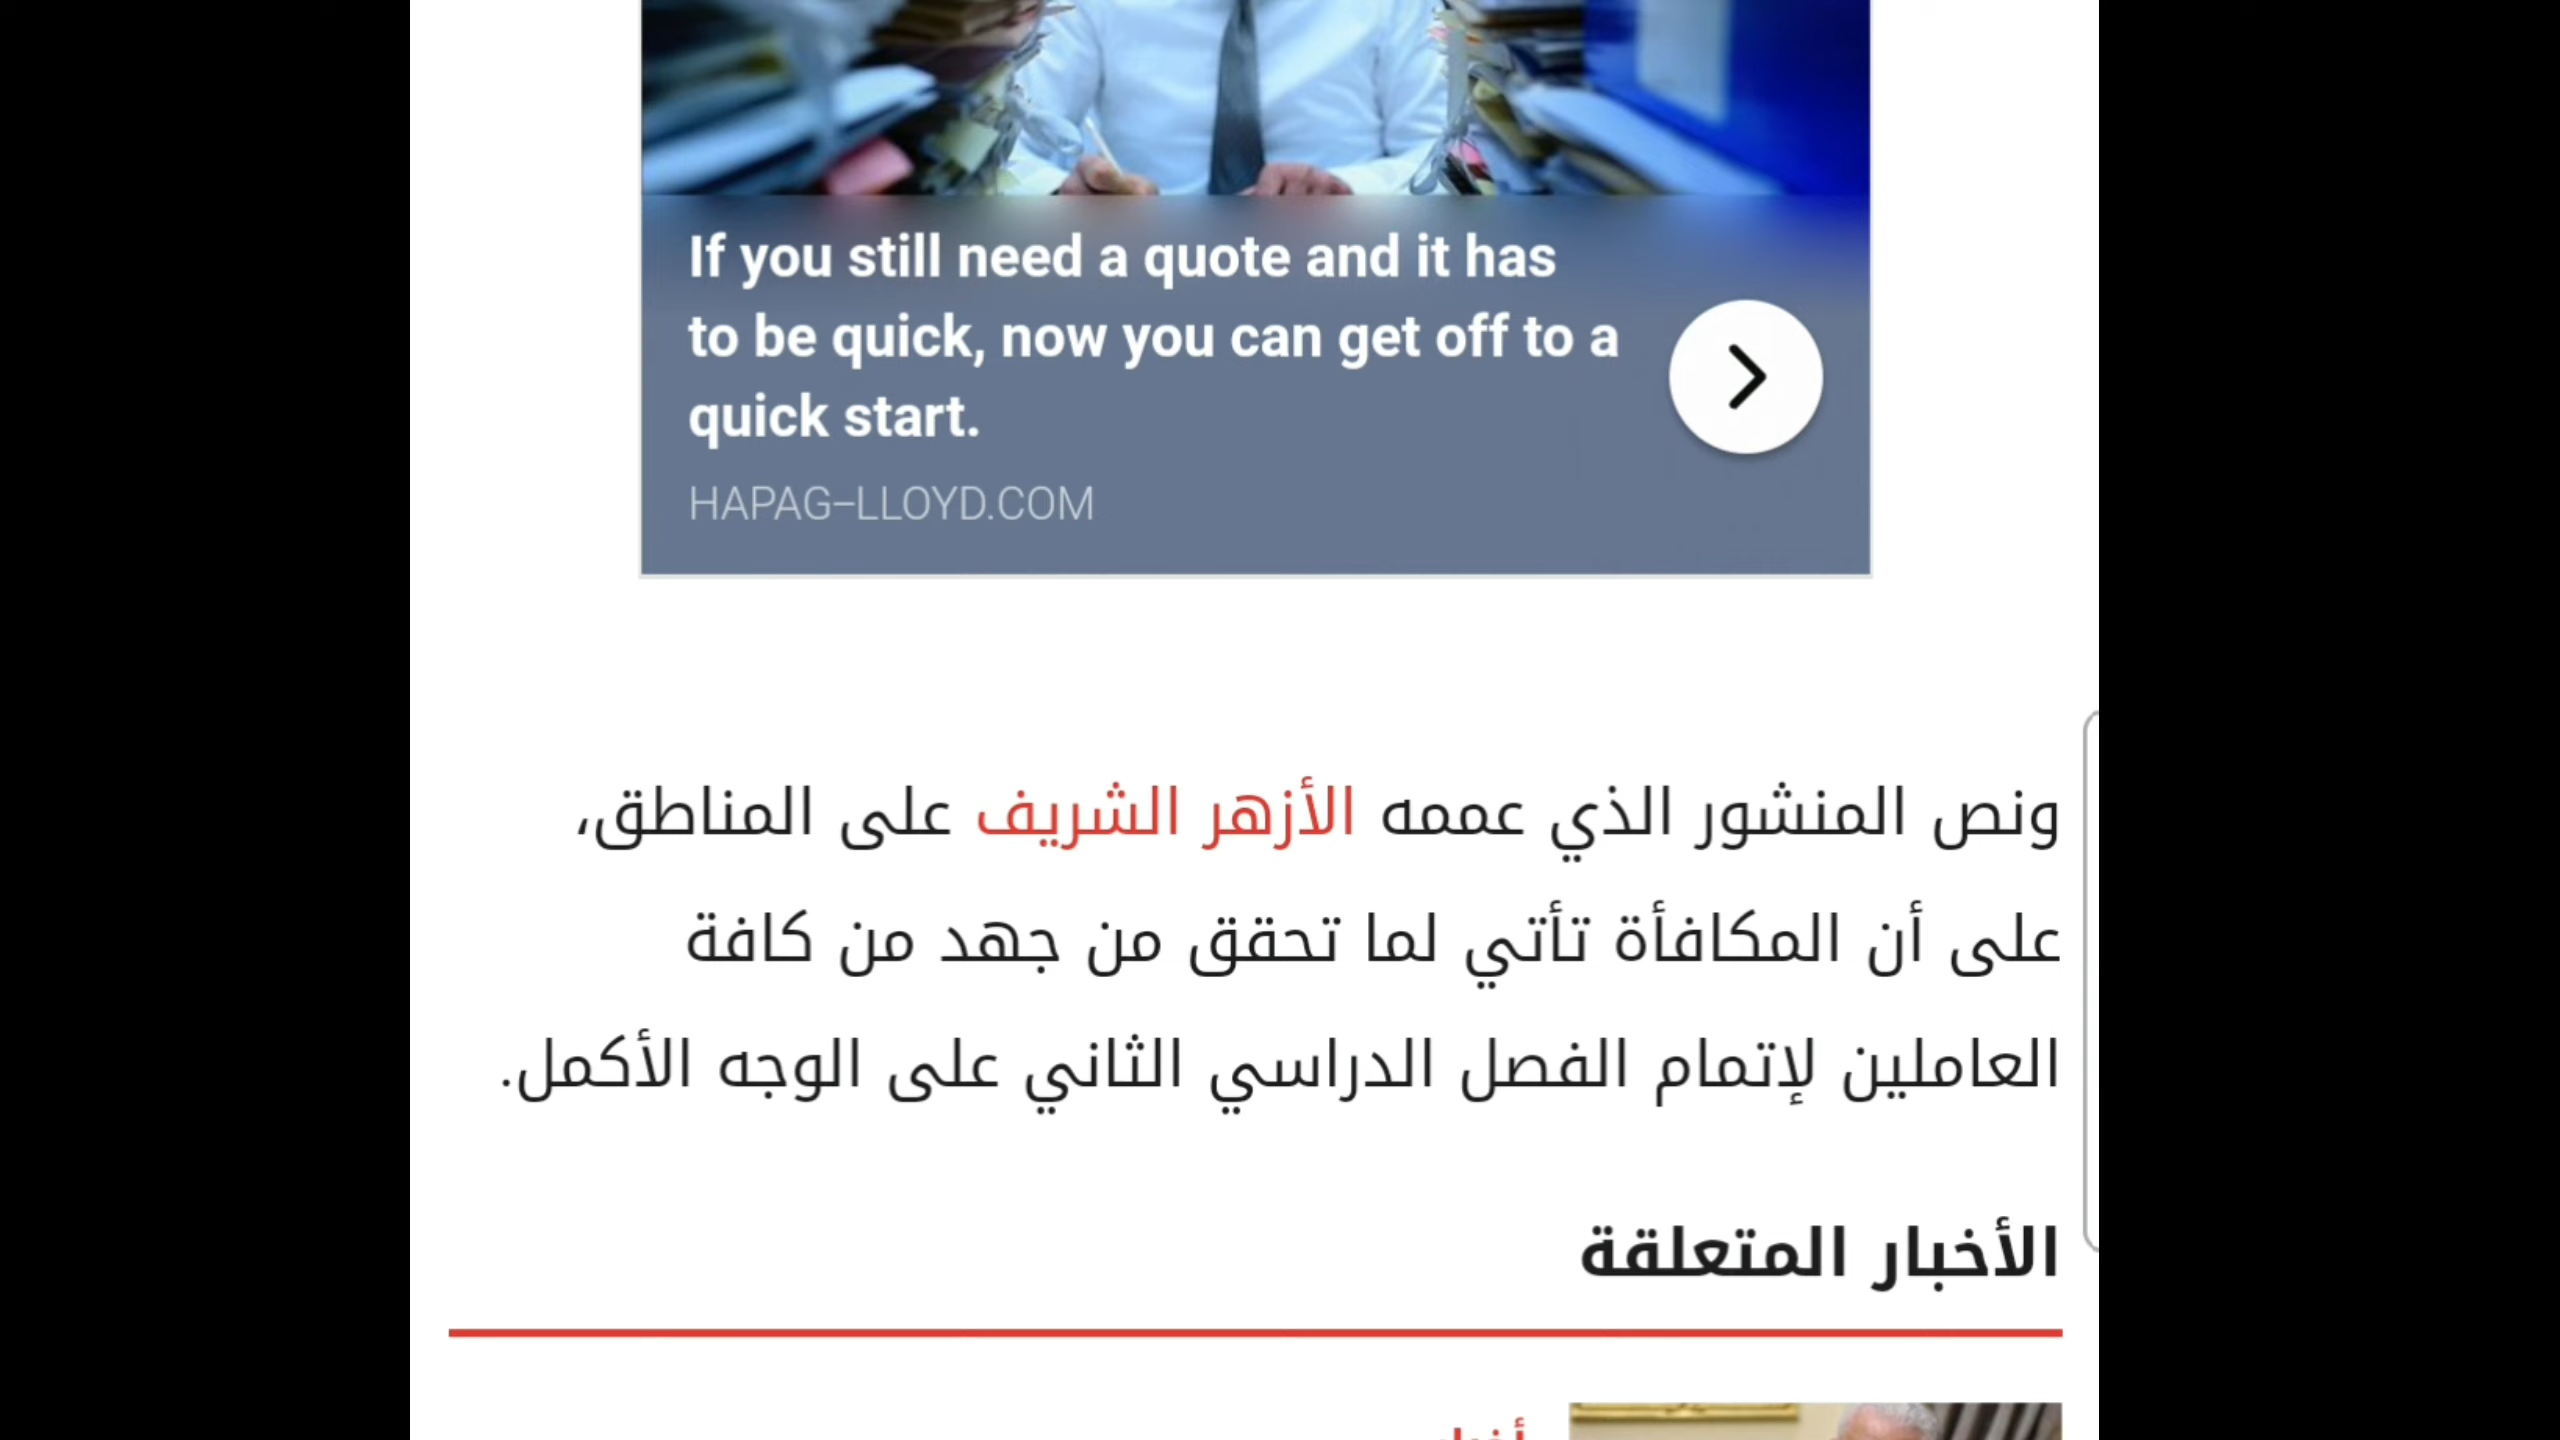 If you still need a quote and it has
to be quick, now you can get off to a
quick start.
HAPAG–LLOYD.COM
ونص المنشور الذي عممه الأزهر الشريف على المناطق،
على أن المكافأة تأتي لما تحقق من جهد من كافة
العاملين لإتمام الفصل الدراسي الثاني على الوجه الأكمل.
الأخبار المتعلقة